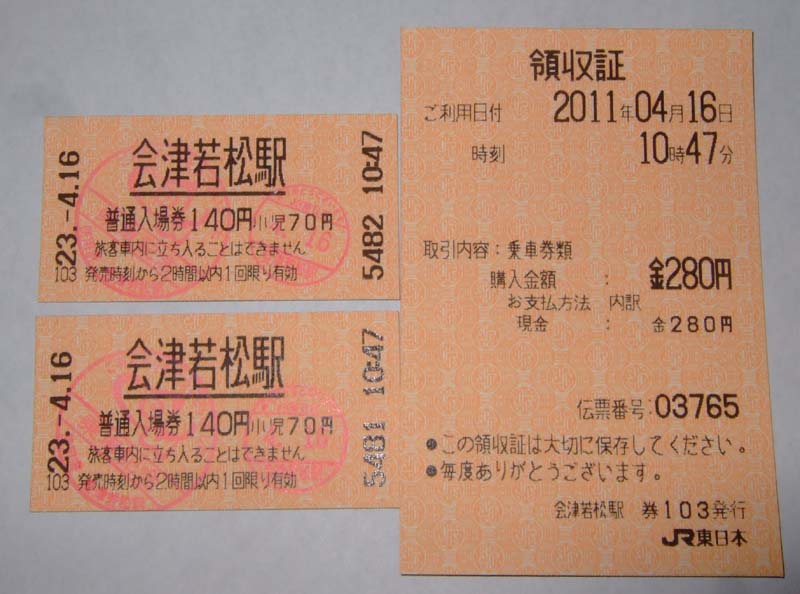 23.-4.16
会津若松駅
普通入場券140円小児70円
旅客車内に立ち入ることはできません
103 発売時刻から2時間以内1回限り有効
5482 10:47
23.-4.16
会津若松駅
普通入場券140円小児70円
旅客車内に立ち入ることはできません
103 発売時刻から2時間以内1回限り有効
5481 10:47
領収証
ご利用日付 2011年04月16日
時刻 10時47分
取引内容:乗車券類
購入金額 : 金280円
お支払方法 内訳
現金 : 金280円
伝票番号:03765
●この領収証は大切に保存してください。
●毎度ありがとうございます。
会津若松駅 券103発行
JR東日本